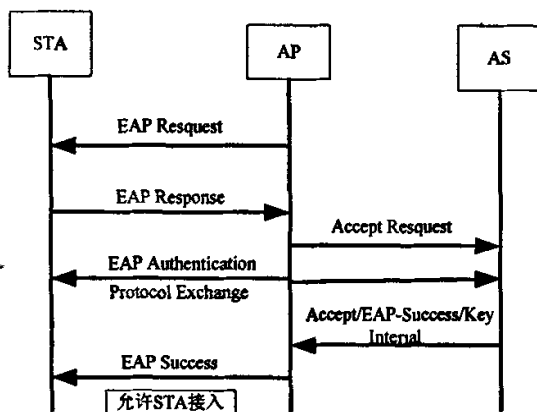 STA
AP
AS
EAP Resquest
EAP Response
Accept Resquest
EAP Authentication
Protocol Exchange
Accept/EAP-Success/Key
Interial
EAP Success
允许STA接入